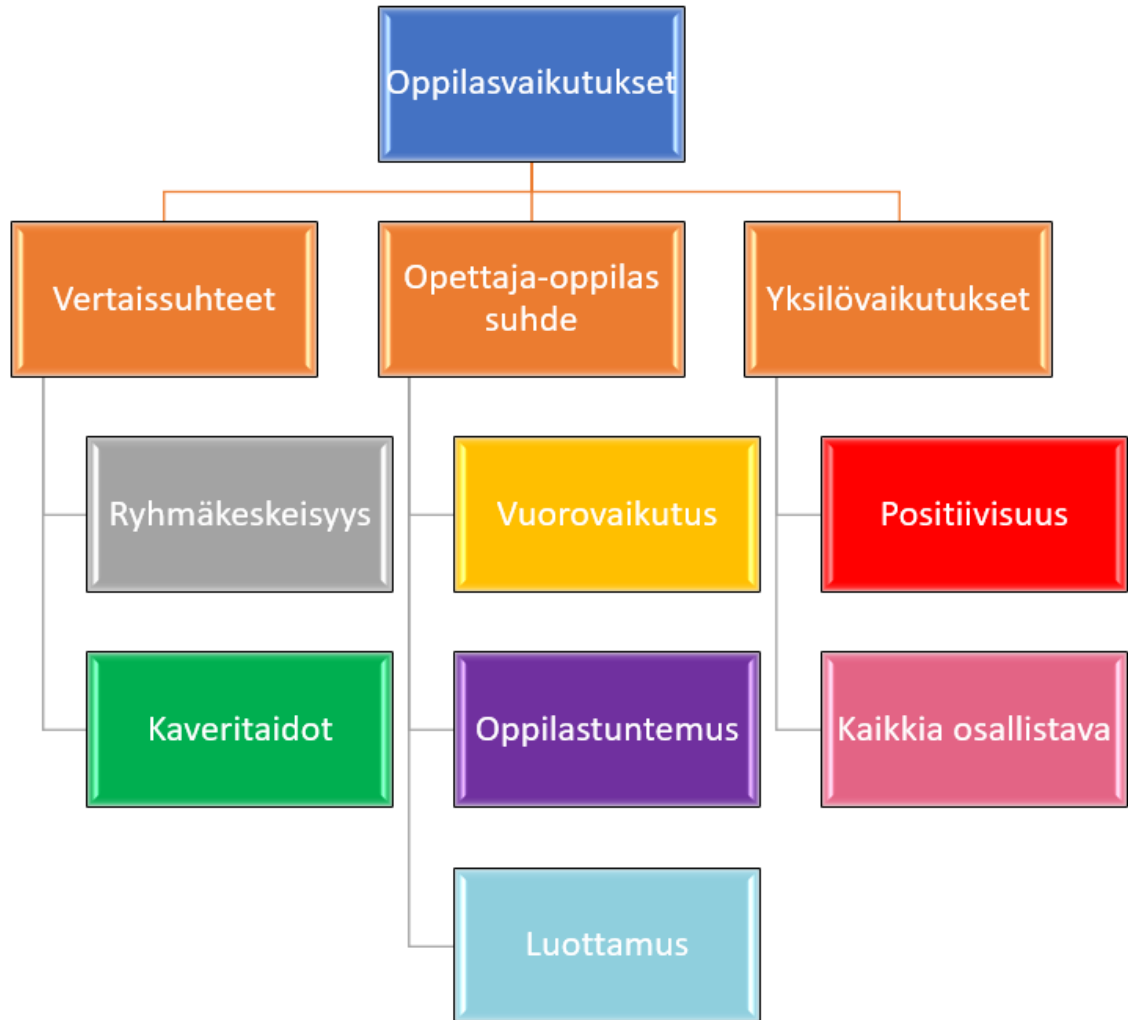 Oppilasvaikutukset
Vertaissuhteet
Opettaja-oppilas
suhde
Yksilövaikutukset
Ryhmäkeskeisyys
Vuorovaikutus
Positiivisuus
Kaveritaidot
Oppilastuntemus
Kaikkia osallistava
Luottamus